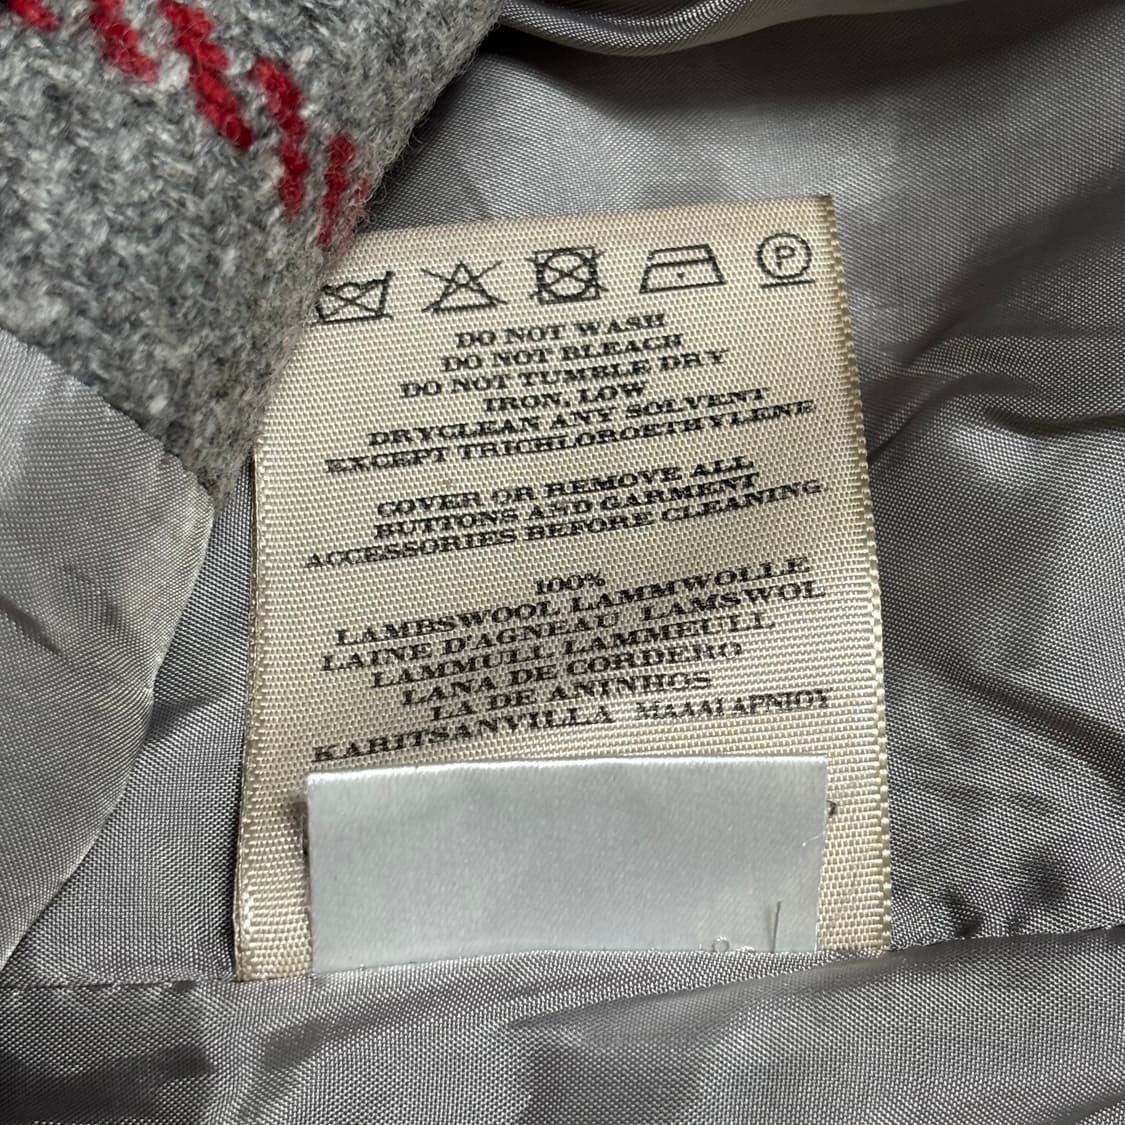 P
DO NOT WASH
DO NOT BLEACH
DO NOT TUMBLE DRY
IRON, LOW
DRYCLEAN ANY SOLVENT
EXCEPT TRICHLOROETHYLENE
COVER OR REMOVE ALL
BUTTONS AND GARMENT
ACCESSORIES BEFORE CLEANING
100%
LAMBSWOOL LAMMWOLLE
LAINE D'AGNEAU LAMSWOL
LAMMULL LAMMEULL
LANA DE CORDERO
LA DE ANINHOS
KARITSANVILLA ΜΑΛΛΙ ΑΡΝΙΟΥ